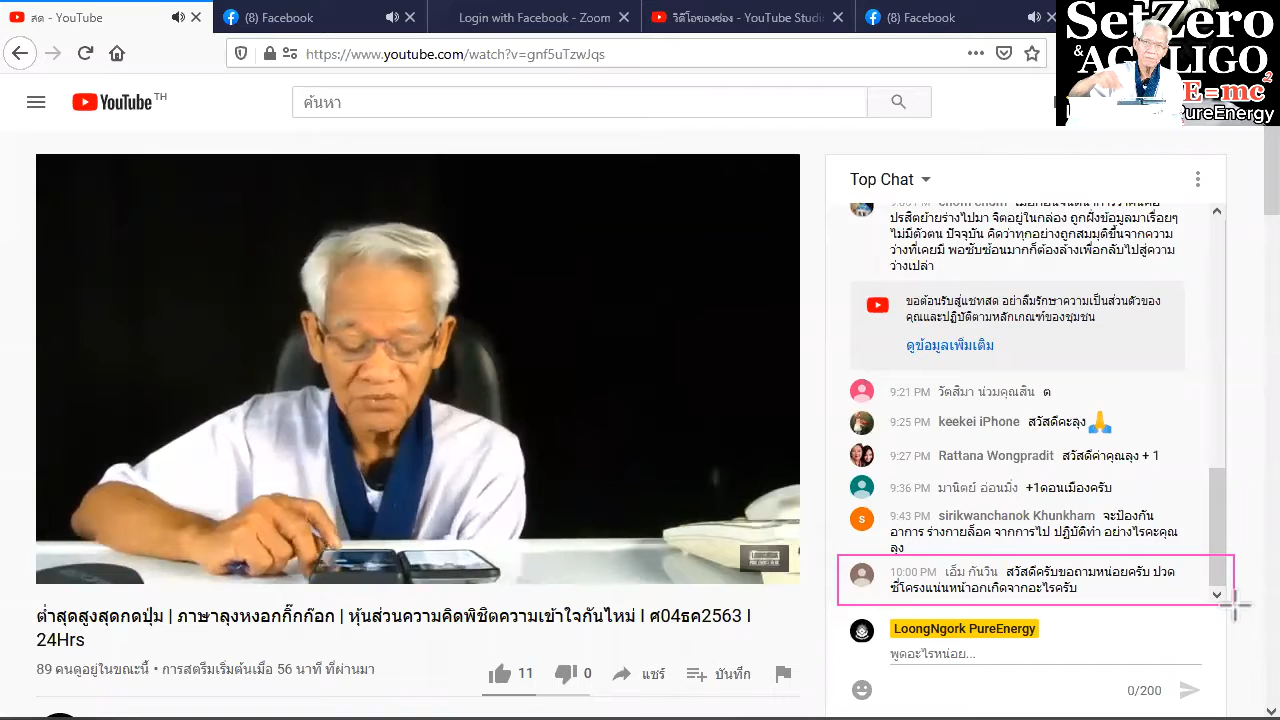 สด - YouTube
(8) Facebook
Login with Facebook - Zoom
วิดีโอของช่อง - YouTube Studi
(8) Facebook
https://www.youtube.com/watch?v=gnf5uTzwJqs
SetZero
&
E=mc²
PureEnergy
YouTube TH
ค้นหา
Top Chat
ปรสิตย้ายร่างไปมา จิตอยู่ในกล่อง ถูกฝังข้อมูลมาเรื่อยๆ
ไม่มีตัวตน ปัจจุบัน คิดว่าทุกอย่างถูกสมมุติขึ้นจากความ
ว่างที่เคยมี พอซับซ้อนมากก็ต้องล้างเพื่อกลับไปสู่ความ
ว่างเปล่า
ขอต้อนรับสู่แชทสด อย่าลืมรักษาความเป็นส่วนตัวของ
คุณและปฏิบัติตามหลักเกณฑ์ของชุมชน
ดูข้อมูลเพิ่มเติม
9:21 PM วัตสิมา น่วมคุณสิน ต
9:25 PM keekei iPhone สวัสดีคะลุง🙏
9:27 PM Rattana Wongpradit สวัสดีค่าคุณลุง + 1
9:36 PM มานิตย์ อ่อนมิ่ง +1ดอนเมืองครับ
S
9:43 PM sirikwanchanok Khunkham จะป้องกัน
อาการ ร่างกายล็อค จากการไป ปฏิบัติทำ อย่างไรคะคุณ
ลุง
10:00 PM เอ็ม กันวีน สวัสดีครับขอถามหน่อยครับ ปวด
ซี่โครงแน่นหน้าอกเกิดจากอะไรครับ
LoongNgork PureEnergy
พูดอะไรหน่อย...
0/200
ต่ำสุดสูงสุดกดปุ่ม | ภาษาลุงหงอกกิ๊กก๊อก | หุ้นส่วนความคิดพิชิตความเข้าใจกันไหม่ I ศ04ธค2563 I
24Hrs
89 คนดูอยู่ในขณะนี้ • การสตรีมเริ่มต้นเมื่อ 56 นาที ที่ผ่านมา
11
0
แชร์
บันทึก